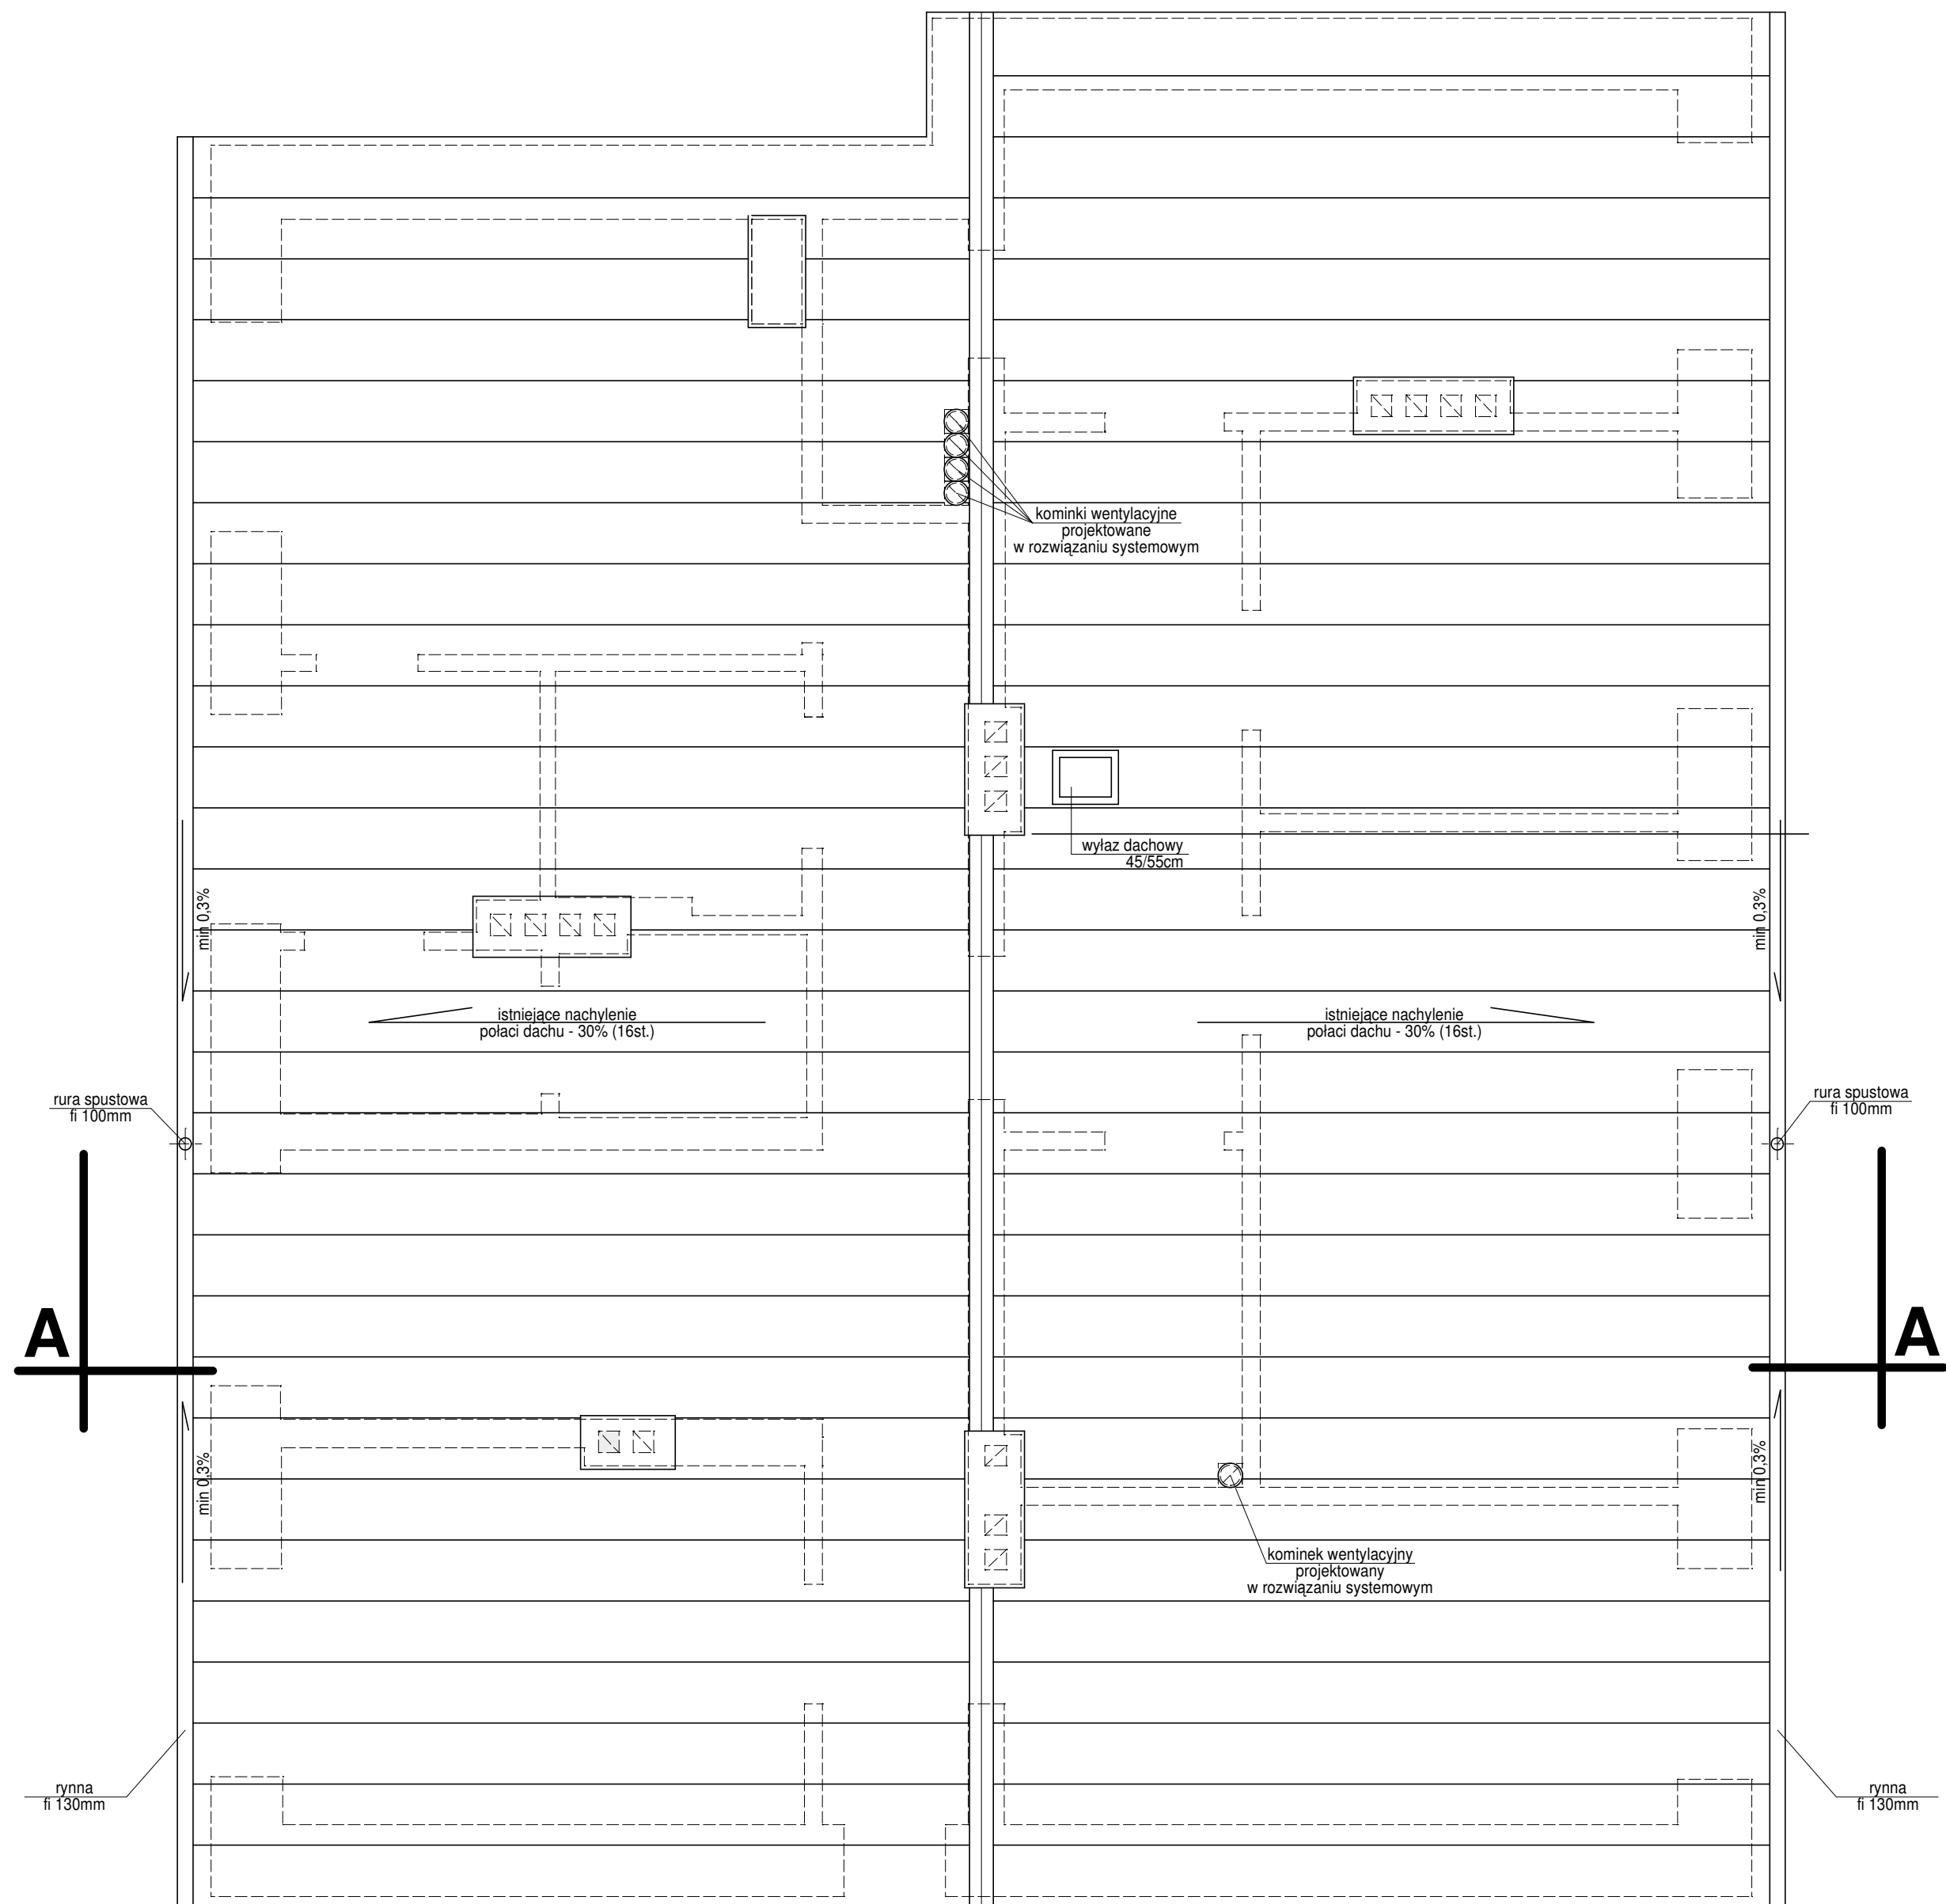 kominki wentylacyjne
projektowane
w rozwiązaniu systemowym
wyłaz dachowy
45/55cm
min 0,3%
min 0,3%
istniejące nachylenie
połaci dachu - 30% (16st.)
istniejące nachylenie
połaci dachu - 30% (16st.)
rura spustowa
fi 100mm
rura spustowa
fi 100mm
A
A
min 0,3%
min 0,3%
kominek wentylacyjny
projektowany
w rozwiązaniu systemowym
rynna
fi 130mm
rynna
fi 130mm